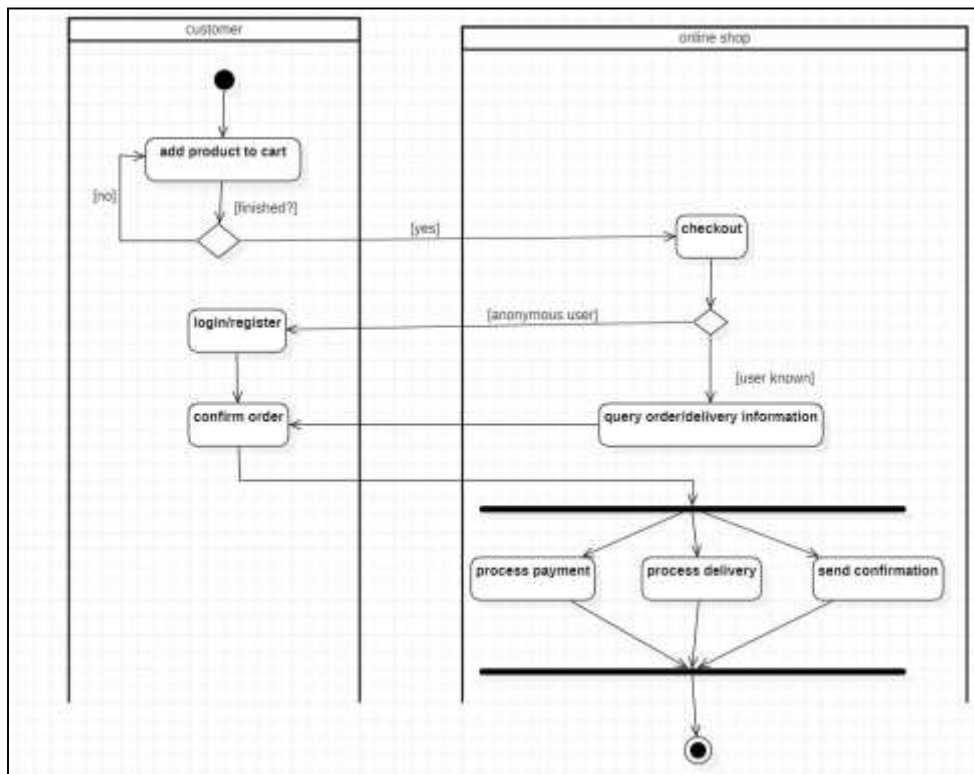 customer
online shop
add product to cart
[no]
[finished?]
[yes]
checkout
login/register
[anonymous user]
[user known]
confirm order
query order/delivery information
process payment
process delivery
send confirmation